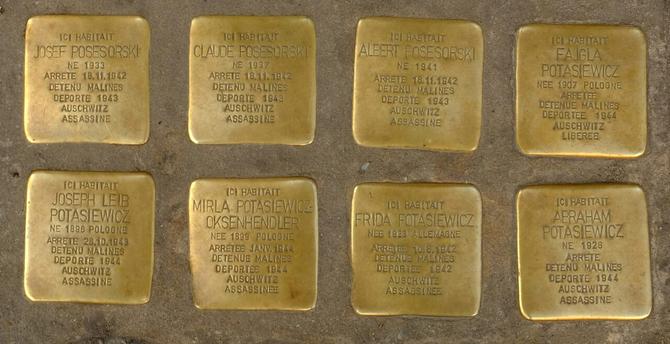 ICI HABITAIT
JOSEF POSESORSKI
NE 1933
ARRETE 18.11.1942
DETENU MALINES
DEPORTE 1943
AUSCHWITZ
ASSASSINE
ICI HABITAIT
CLAUDE POSESORSKI
NE 1937
ARRETE 18.11.1942
DETENU MALINES
DEPORTE 1943
AUSCHWITZ
ASSASSINE
ICI HABITAIT
ALBERT POSESORSKI
NE 1941
ARRETE 18.11.1942
DETENU MALINES
DEPORTE 1943
AUSCHWITZ
ASSASSINE
ICI HABITAIT
FAJGLA
POTASIEWICZ
NEE 1907 POLOGNE
ARRETEE
DETENUE MALINES
DEPORTEE 1944
AUSCHWITZ
LIBEREE
ICI HABITAIT
JOSEPH LEIB
POTASIEWICZ
NE 1898 POLOGNE
ARRETE 28.10.1943
DETENU MALINES
DEPORTE 1944
AUSCHWITZ
ASSASSINE
ICI HABITAIT
MIRLA POTASIEWICZ-
OKSENHENDLER
NEE 1899 POLOGNE
ARRETEE JANV. 1944
DETENUE MALINES
DEPORTEE 1944
AUSCHWITZ
ASSASSINEE
ICI HABITAIT
FRIDA POTASIEWICZ
NEE 1923 ALLEMAGNE
ARRETEE 1942
DETENUE MALINES
DEPORTEE 1942
AUSCHWITZ
ASSASSINEE
ICI HABITAIT
ABRAHAM
POTASIEWICZ
NE 1928
ARRETE
DETENU MALINES
DEPORTE 1944
AUSCHWITZ
ASSASSINE